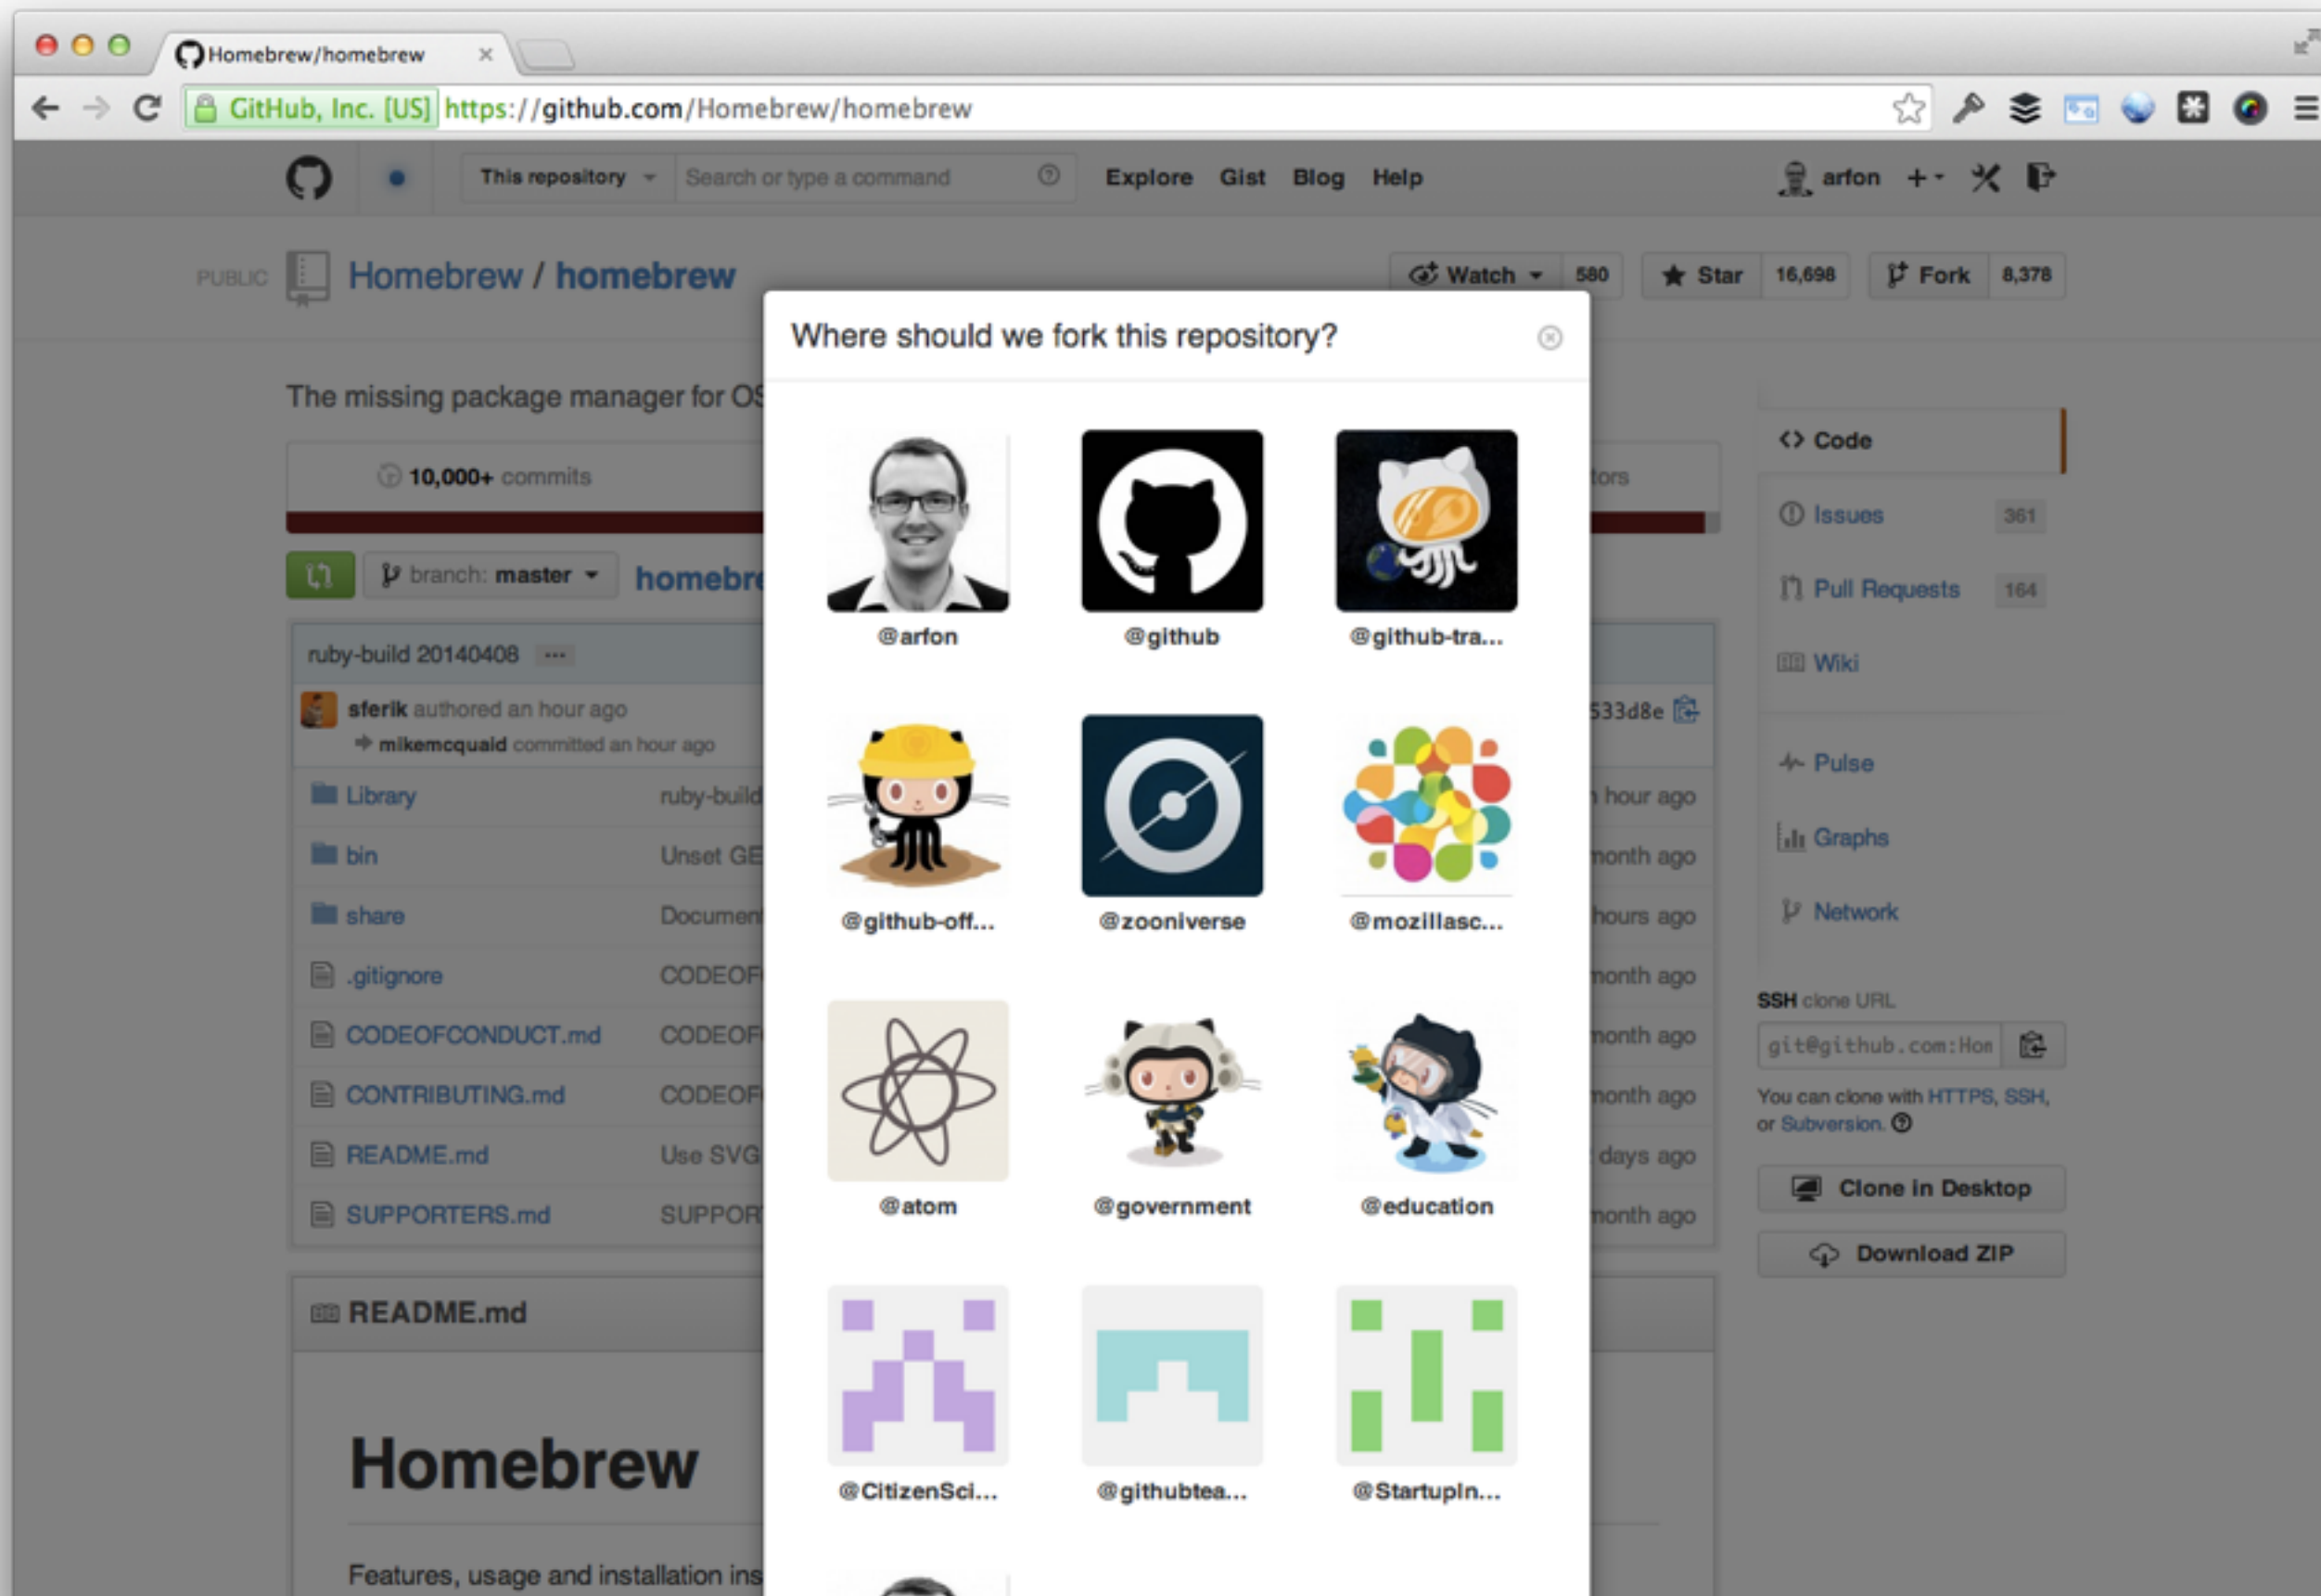 Homebrew/homebrew
GitHub, Inc. [US] https://github.com/Homebrew/homebrew
This repository Search or type a command Explore Gist Blog Help arfon
PUBLIC Homebrew / homebrew Watch 580 Star 16,698 Fork 8,378
Where should we fork this repository?
The missing package manager for OS
10,000+ commits
branch: master
ruby-build 20140408
sferik authored an hour ago 533d8e
mikemcquaid committed an hour ago
Library ruby-build hour ago
bin Unset GE month ago
share Document hours ago
.gitignore CODEOF month ago
CODEOFCONDUCT.md CODEOF month ago
CONTRIBUTING.md CODEOF month ago
README.md Use SVG days ago
SUPPORTERS.md SUPPOR month ago
README.md
Homebrew
Features, usage and installation ins
@arfon @github @github-tra...
@github-off... @zooniverse @mozillasc...
@atom @government @education
@CitizenSci... @githubtea... @StartupIn...
Code
Issues 361
Pull Requests 164
Wiki
Pulse
Graphs
Network
SSH clone URL
git@github.com:Hom
You can clone with HTTPS, SSH,
or Subversion.
Clone in Desktop
Download ZIP